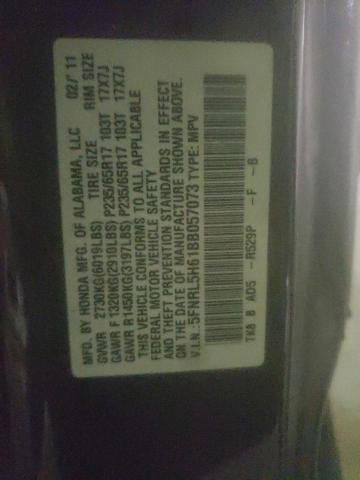 MFD. BY HONDA MFG. OF ALABAMA, LLC 02/'11
TIRE SIZE RIM SIZE
GVWR 2730KG(6019LBS)
GAWR F 1320KG(2910LBS) P235/65R17 103T 17X7J
GAWR R1450KG(3197LBS) P235/65R17 103T 17X7J
THIS VEHICLE CONFORMS TO ALL APPLICABLE
FEDERAL MOTOR VEHICLE SAFETY
AND THEFT PREVENTION STANDARDS IN EFFECT
ON THE DATE OF MANUFACTURE SHOWN ABOVE.
V.I.N.:5FNRL5H61BB057073 TYPE: MPV
TK8 B AD5 -R529P -F -B